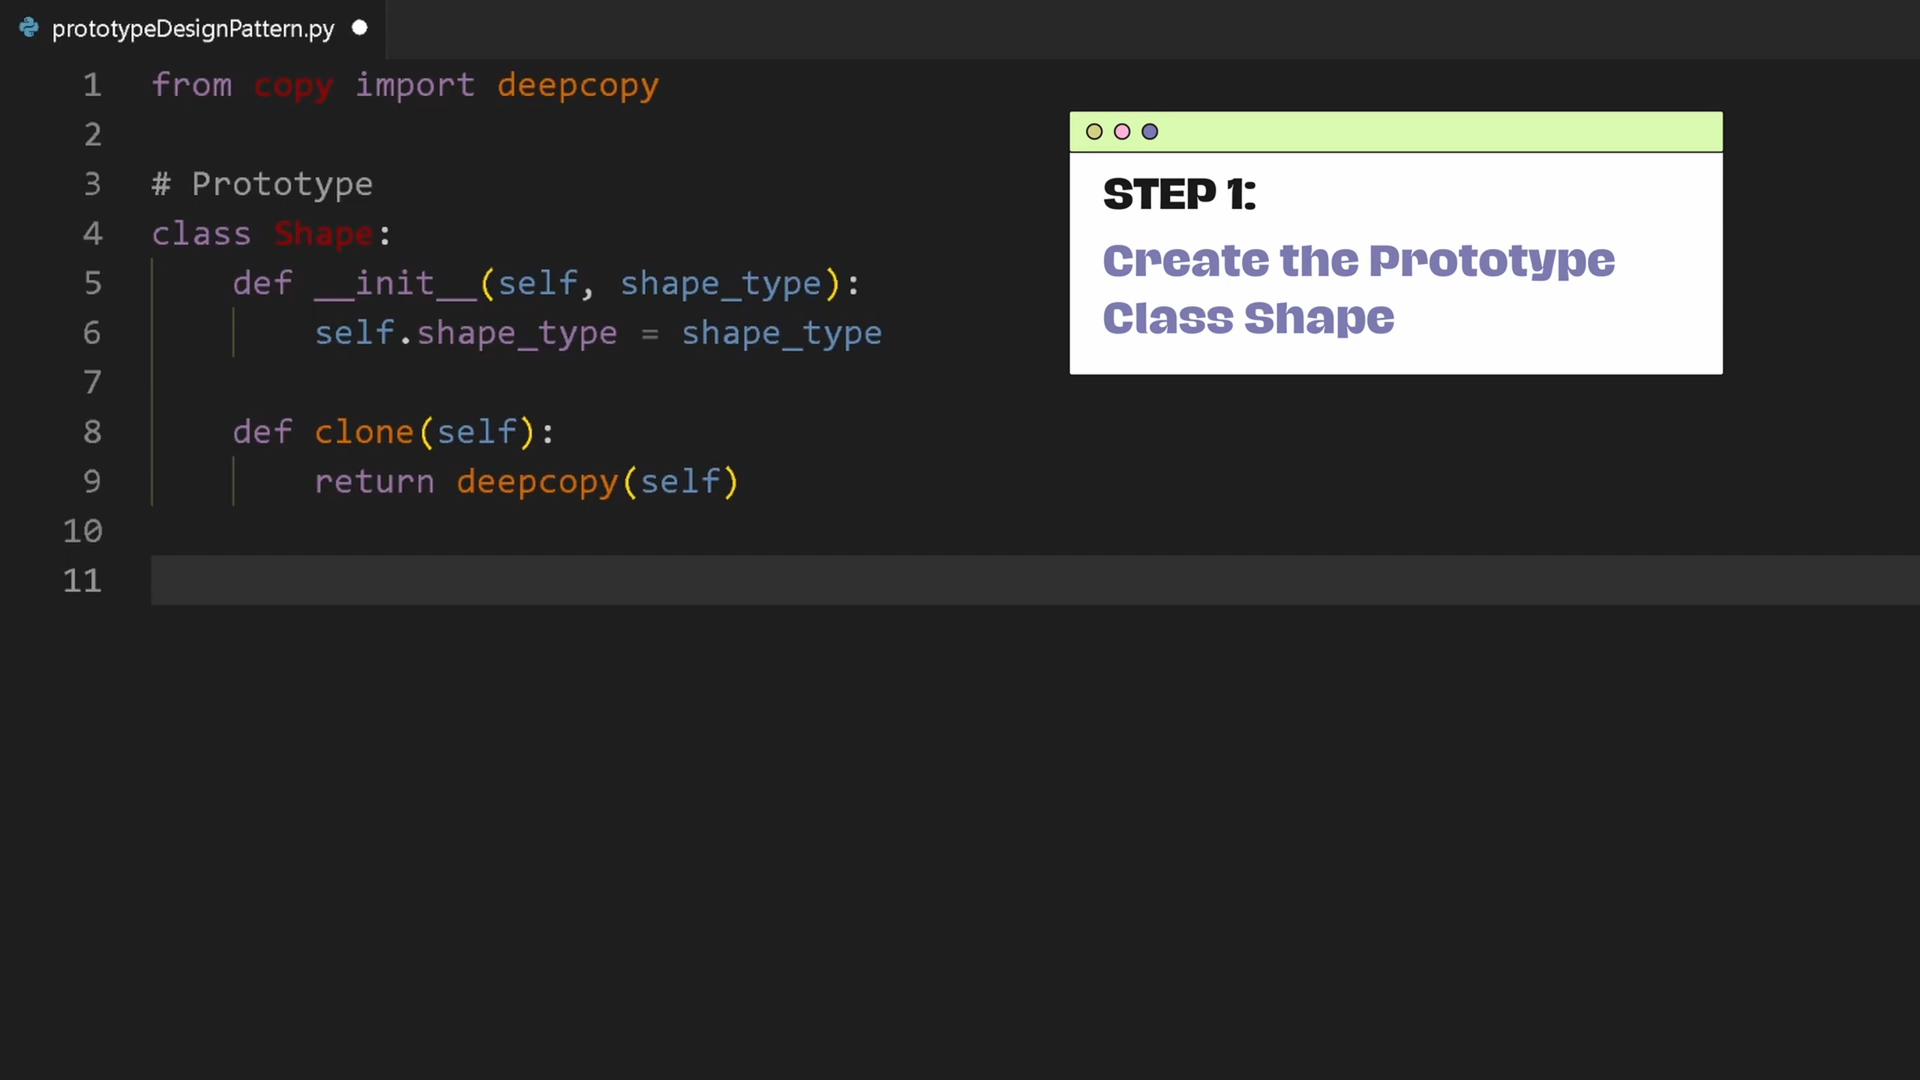 prototypeDesignPattern.py
1 from copy import deepcopy
2
3 # Prototype
4 class Shape:
5     def __init__(self, shape_type):
6         self.shape_type = shape_type
7
8     def clone(self):
9         return deepcopy(self)
10
11
STEP 1:
Create the Prototype
Class Shape